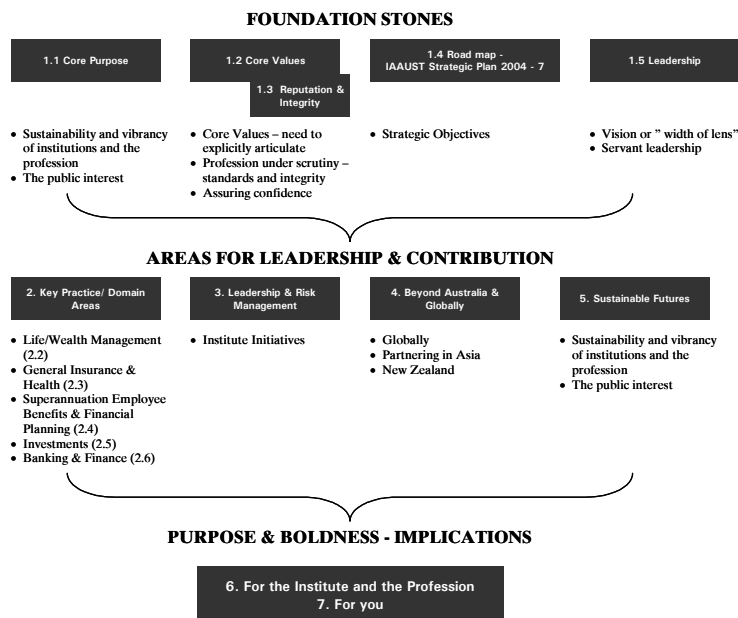 FOUNDATION STONES
1.1 Core Purpose
• Sustainability and vibrancy
of institutions and the
profession
• The public interest
1.2 Core Values
1.3 Reputation &
Integrity
• Core Values – need to
explicitly articulate
• Profession under scrutiny –
standards and integrity
• Assuring confidence
1.4 Road map -
IAAUST Strategic Plan 2004 - 7
• Strategic Objectives
1.5 Leadership
• Vision or ” width of lens”
• Servant leadership
AREAS FOR LEADERSHIP & CONTRIBUTION
2. Key Practice/ Domain
Areas
• Life/Wealth Management
(2.2)
• General Insurance &
Health (2.3)
• Superannuation Employee
Benefits & Financial
Planning (2.4)
• Investments (2.5)
• Banking & Finance (2.6)
3. Leadership & Risk
Management
• Institute Initiatives
4. Beyond Australia &
Globally
• Globally
• Partnering in Asia
• New Zealand
5. Sustainable Futures
• Sustainability and vibrancy
of institutions and the
profession
• The public interest
PURPOSE & BOLDNESS - IMPLICATIONS
6. For the Institute and the Profession
7. For you